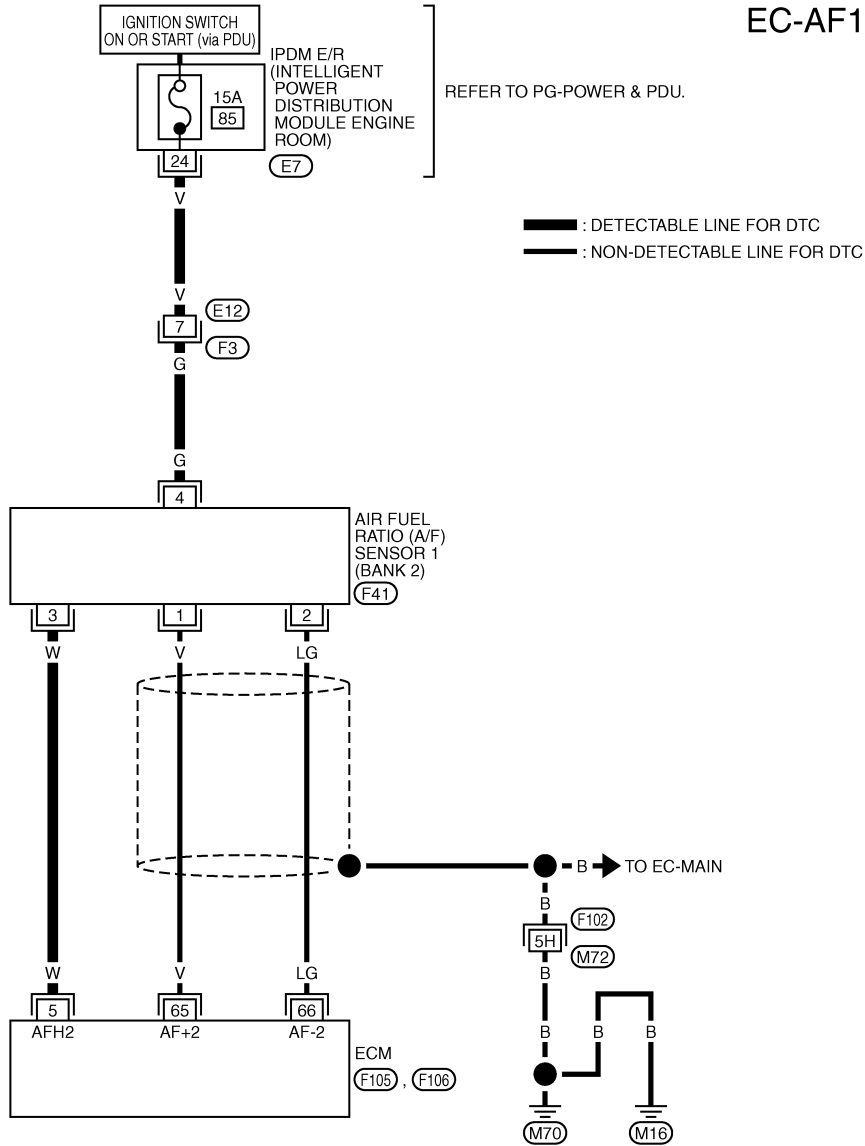 EC-AF1
IGNITION SWITCH
ON OR START (via PDU)
IPDM E/R
(INTELLIGENT
POWER
DISTRIBUTION
MODULE ENGINE
ROOM)
15A
85
24
E7
REFER TO PG-POWER & PDU.
V
: DETECTABLE LINE FOR DTC
: NON-DETECTABLE LINE FOR DTC
V
E12
7
F3
G
G
4
AIR FUEL
RATIO (A/F)
SENSOR 1
(BANK 2)
F41
3 1 2
W V LG
B TO EC-MAIN
B
F102
5H
M72
B
W V LG
5 65 66
AFH2 AF+2 AF-2
B B B
ECM
F105 , F106
M70 M16